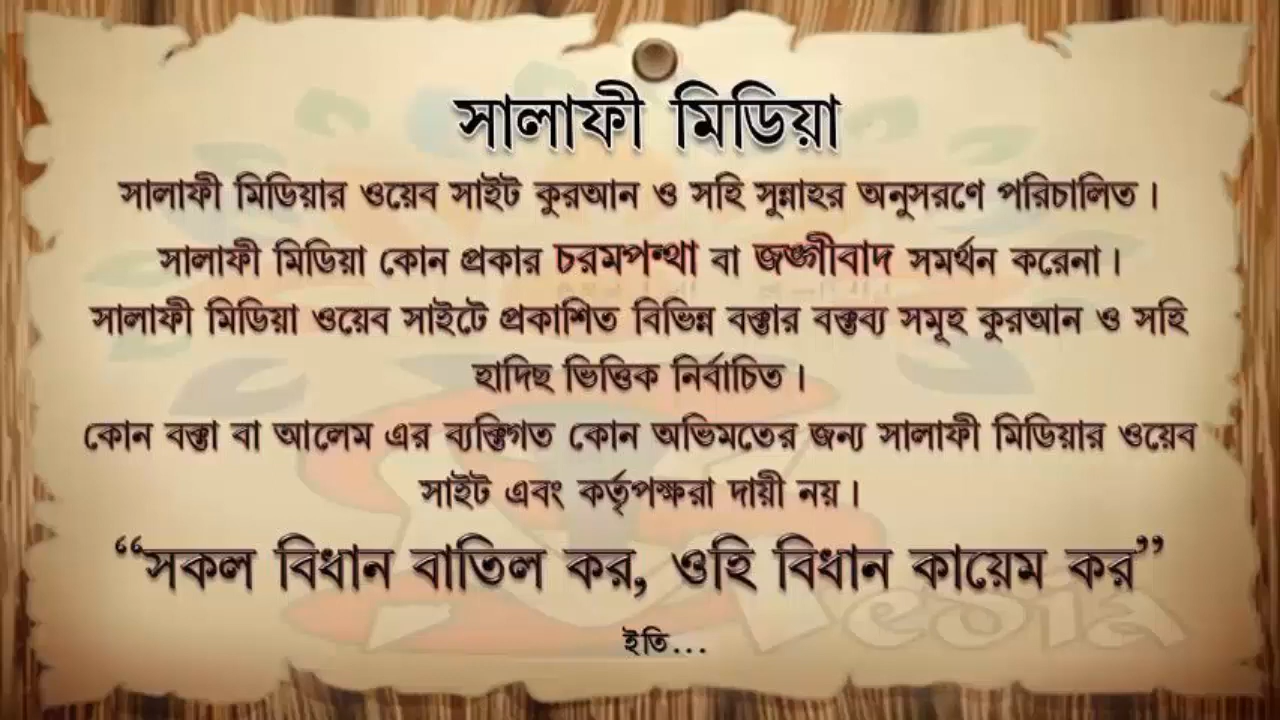 সালাফী মিডিয়া
সালাফী মিডিয়ার ওয়েব সাইট কুরআন ও সহি সুন্নাহর অনুসরণে পরিচালিত।
সালাফী মিডিয়া কোন প্রকার চরমপন্থা বা জঙ্গীবাদ সমর্থন করেনা।
সালাফী মিডিয়া ওয়েব সাইটে প্রকাশিত বিভিন্ন বক্তার বক্তব্য সমূহ কুরআন ও সহি
হাদিছ ভিত্তিক নির্বাচিত।
কোন বক্তা বা আলেম এর ব্যক্তিগত কোন অভিমতের জন্য সালাফী মিডিয়ার ওয়েব
সাইট এবং কর্তৃপক্ষরা দায়ী নয়।
“সকল বিধান বাতিল কর, ওহি বিধান কায়েম কর”
ইতি...